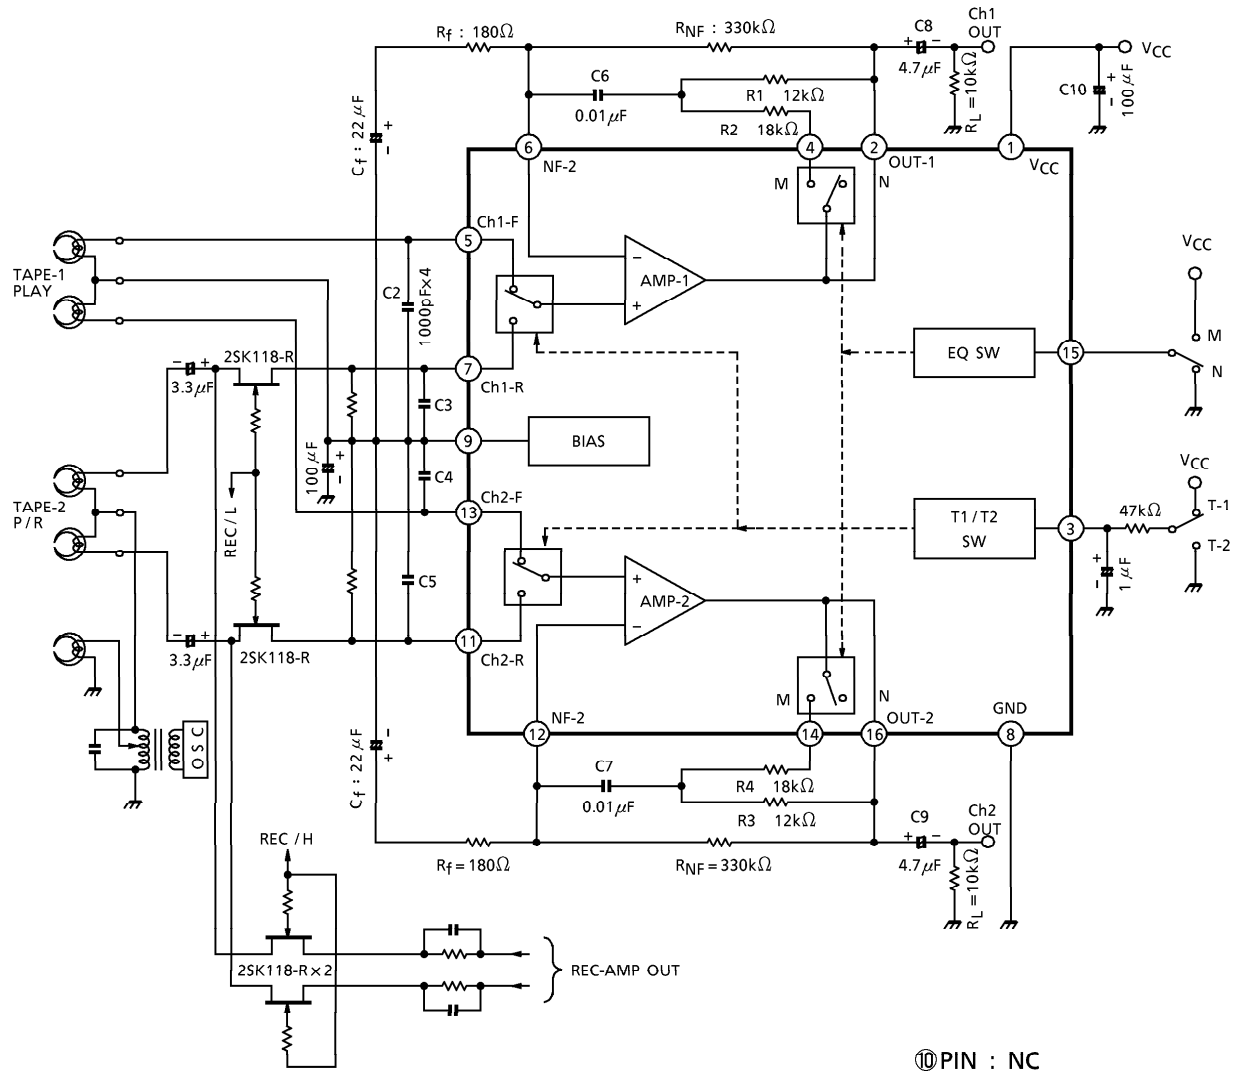 Rf : 180Ω
RNF : 330kΩ
C8
Ch1
OUT
VCC
+
−
4.7μF
RL=10kΩ
C10
+
−
100μF
C6
0.01μF
R1
12kΩ
R2
18kΩ
Cf : 22μF
+
−
6
4
2
1
NF-2
M
N
OUT-1
VCC
Ch1-F
5
TAPE-1
PLAY
C2
1000pF×4
−
+
AMP-1
VCC
M
N
EQ SW
15
2SK118-R
−
+
3.3μF
7
Ch1-R
C3
9
BIAS
100μF
+
−
C4
TAPE-2
P/R
REC/L
Ch2-F
13
VCC
T-1
T-2
47kΩ
T1/T2
SW
3
+
−
1μF
C5
+
−
AMP-2
−
+
3.3μF
2SK118-R
11
Ch2-R
M
N
GND
NF-2
OUT-2
12
14
16
8
OSC
Cf : 22μF
−
+
C7
0.01μF
R4
18kΩ
R3
12kΩ
Rf=180Ω
RNF=330kΩ
C9
+
−
4.7μF
Ch2
OUT
RL=10kΩ
REC/H
2SK118-R×2
REC-AMP OUT
⑩PIN : NC